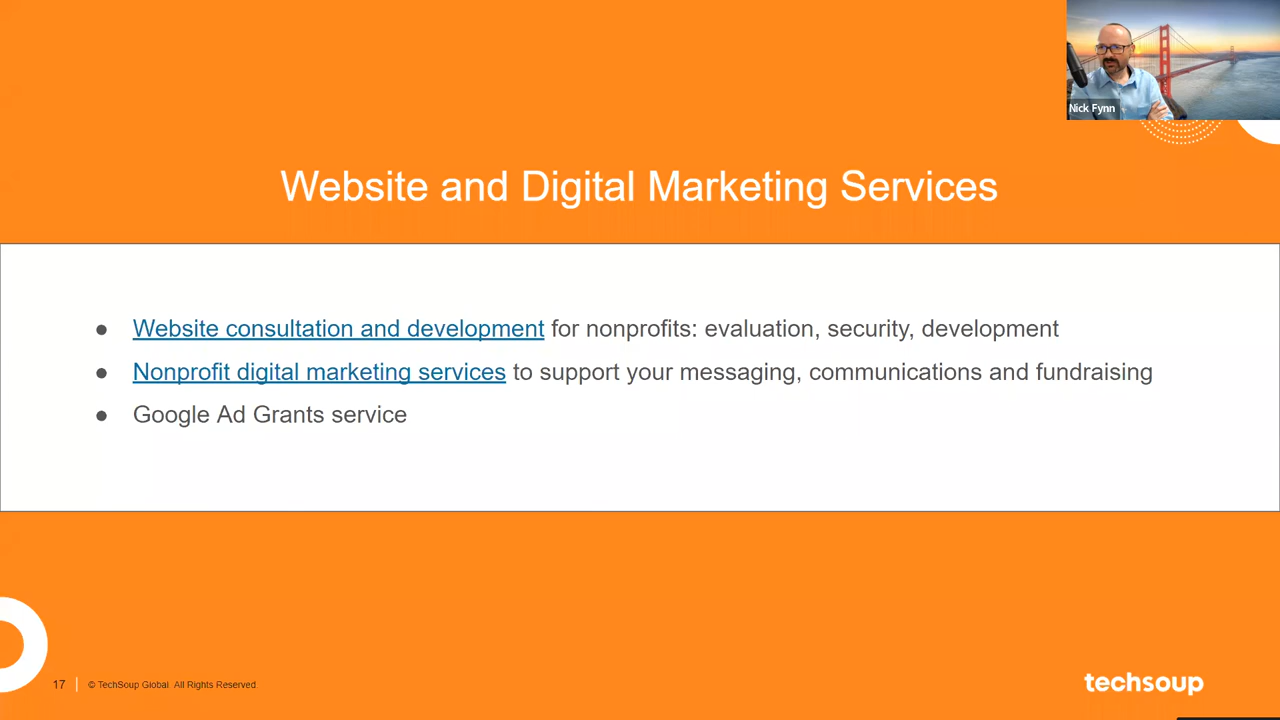 Nick Fynn
Website and Digital Marketing Services
● Website consultation and development for nonprofits: evaluation, security, development
● Nonprofit digital marketing services to support your messaging, communications and fundraising
● Google Ad Grants service
17 | © TechSoup Global. All Rights Reserved.
techsoup